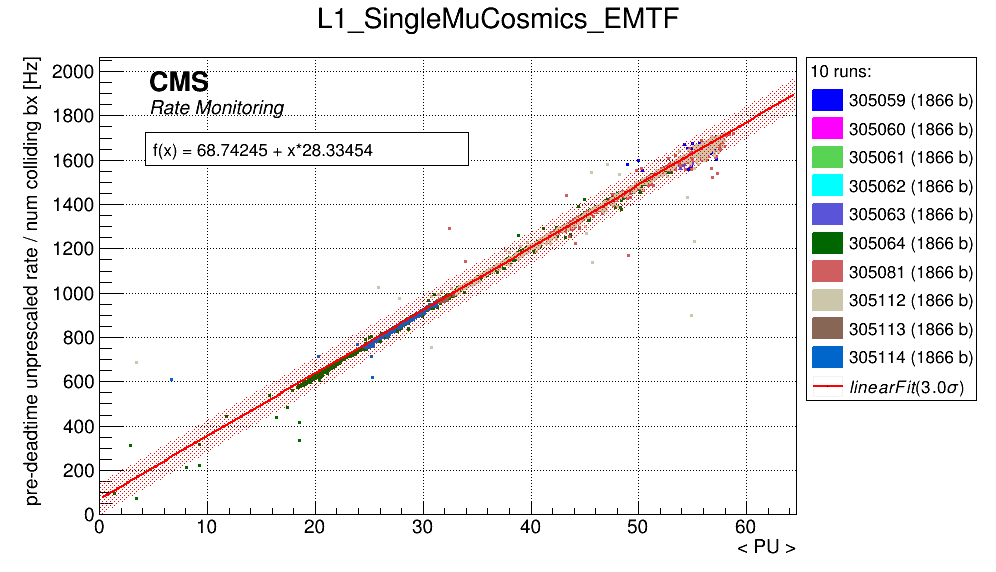 L1_SingleMuCosmics_EMTF
pre-deadtime unprescaled rate / num colliding bx [Hz]
2000
1800
1600
1400
1200
1000
800
600
400
200
0
CMS
Rate Monitoring
f(x) = 68.74245 + x*28.33454
0 10 20 30 40 50 60
< PU >
10 runs:
305059 (1866 b)
305060 (1866 b)
305061 (1866 b)
305062 (1866 b)
305063 (1866 b)
305064 (1866 b)
305081 (1866 b)
305112 (1866 b)
305113 (1866 b)
305114 (1866 b)
linearFit(3.0σ)